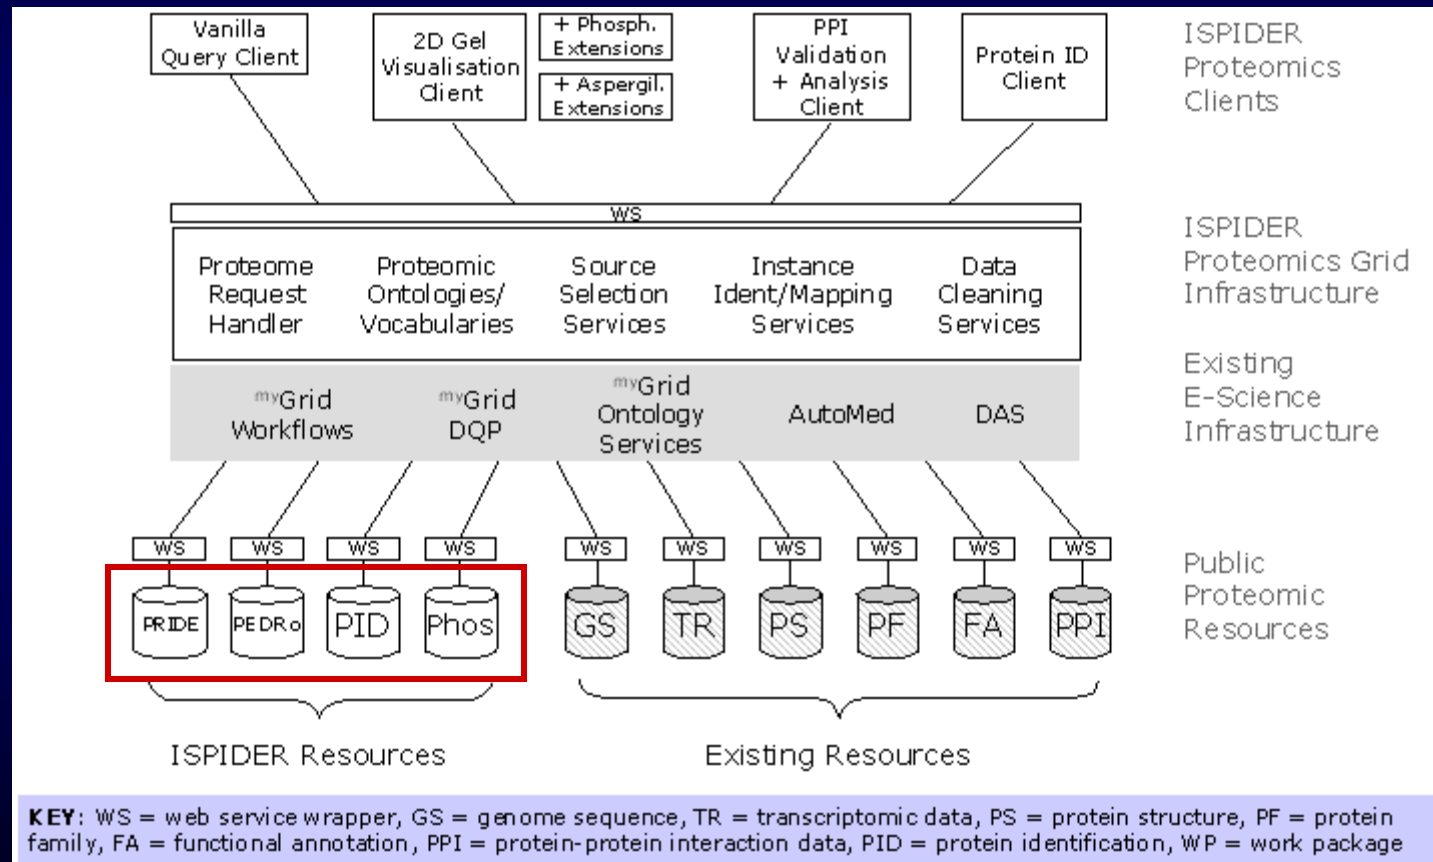 Vanilla
Query Client
2D Gel
Visualisation
Client
+ Phosph.
Extensions
+ Aspergil.
Extensions
PPI
Validation
+ Analysis
Client
Protein ID
Client
ISPIDER
Proteomics
Clients
WS
Proteome
Request
Handler
Proteomic
Ontologies/
Vocabularies
Source
Selection
Services
Instance
Ident/Mapping
Services
Data
Cleaning
Services
ISPIDER
Proteomics Grid
Infrastructure
myGrid
Workflows
myGrid
DQP
myGrid
Ontology
Services
AutoMed
DAS
Existing
E-Science
Infrastructure
WS WS WS WS WS WS WS WS WS WS
PRIDE PEDRo PID Phos GS TR PS PF FA PPI
Public
Proteomic
Resources
ISPIDER Resources
Existing Resources
KEY: WS = web service wrapper, GS = genome sequence, TR = transcriptomic data, PS = protein structure, PF = protein
family, FA = functional annotation, PPI = protein-protein interaction data, PID = protein identification, WP = work package